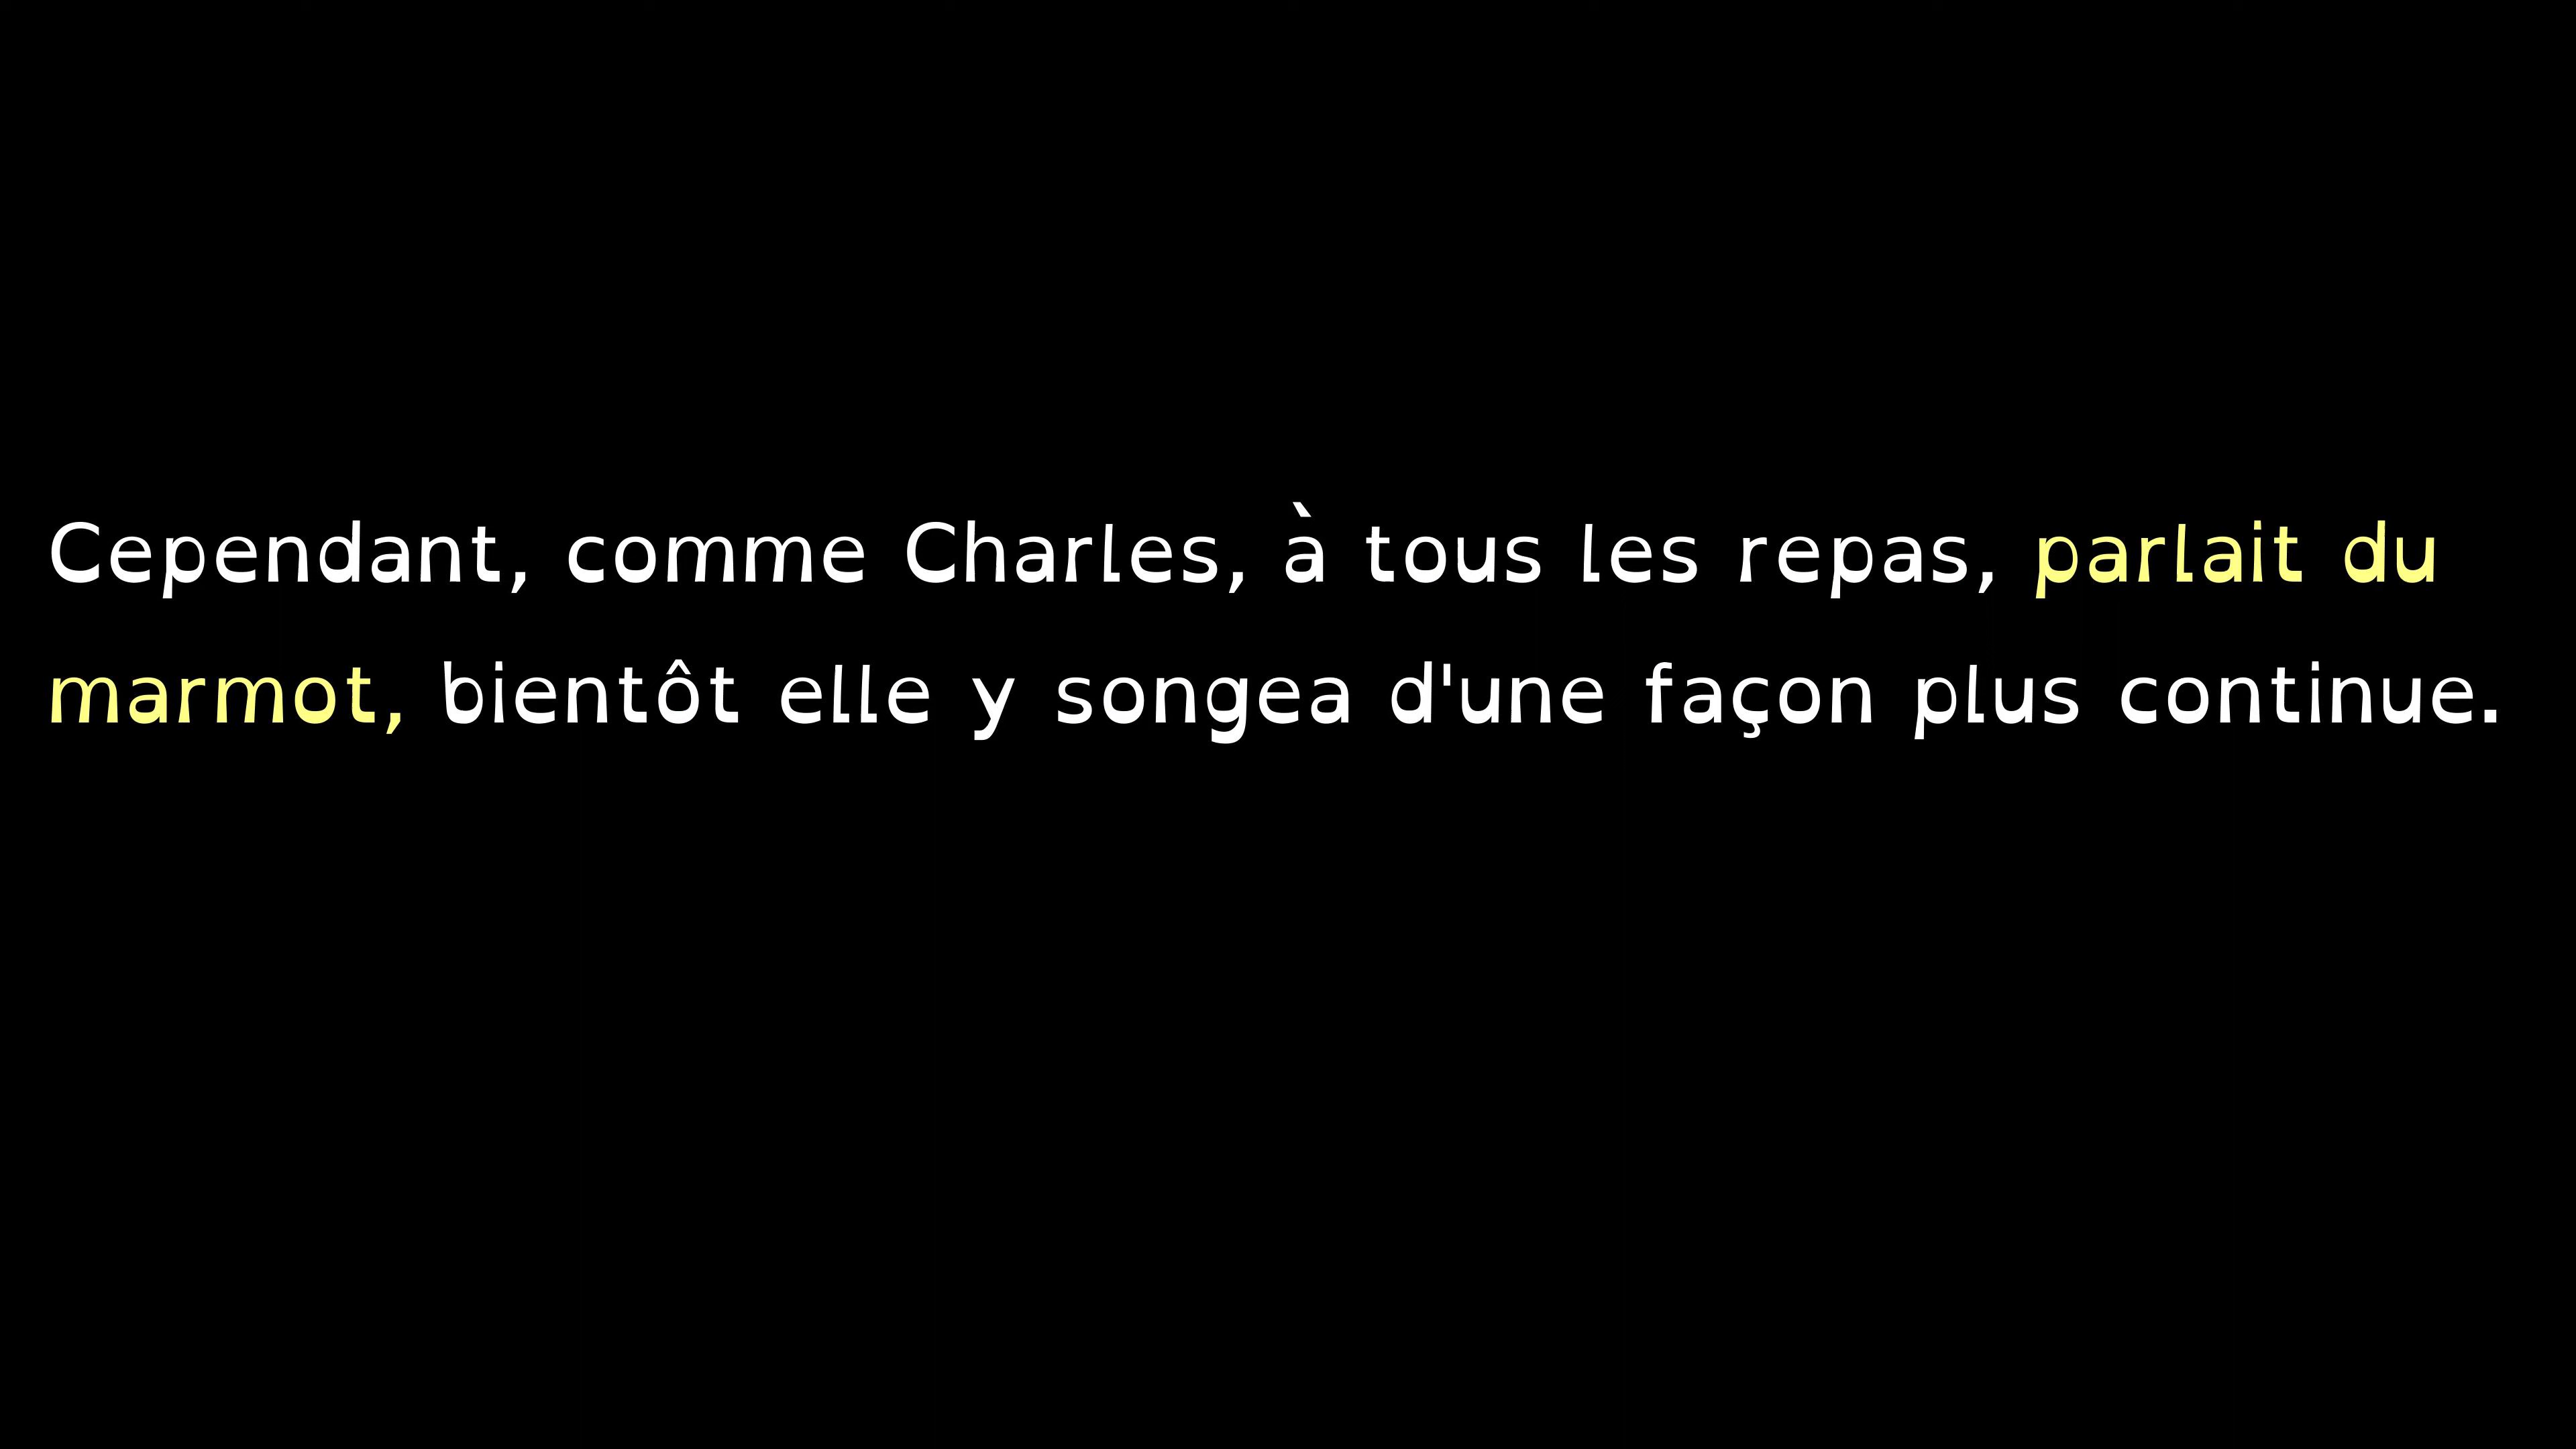 Cependant, comme Charles, à tous les repas, parlait du
marmot, bientôt elle y songea d'une façon plus continue.